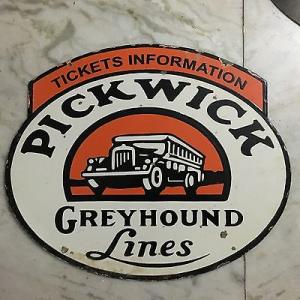 TICKETS INFORMATION
PICKWICK
GREYHOUND
Lines